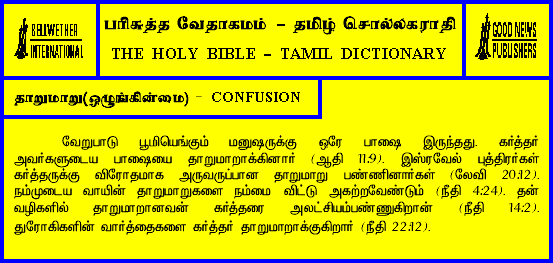 BELLWETHER
INTERNATIONAL
பரிசுத்த வேதாகமம் - தமிழ் சொல்லகராதி
THE HOLY BIBLE - TAMIL DICTIONARY
GOOD NEWS
PUBLISHERS
தாறுமாறு(ஒழுங்கின்மை) - CONFUSION
வேறுபாடு பூமியெங்கும் மனுஷருக்கு ஒரே பாஷை இருந்தது. கர்த்தர்
அவர்களுடைய பாஷையை தாறுமாறாக்கினார் (ஆதி 11:9). இஸ்ரவேல் புத்திரர்கள்
கர்த்தருக்கு விரோதமாக அருவருப்பான தாறுமாறு பண்ணினார்கள் (லேவி 20:12).
நம்முடைய வாயின் தாறுமாறுகளை நம்மை விட்டு அகற்றவேண்டும் (நீதி 4:24). தன்
வழிகளில் தாறுமாறானவன் கர்த்தரை அலட்சியம்பண்ணுகிறான் (நீதி 14:2).
துரோகிகளின் வார்த்தைகளை கர்த்தர் தாறுமாறாக்குகிறார் (நீதி 22:12).